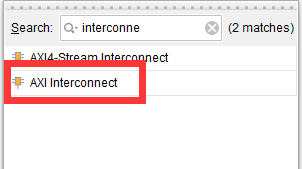 Search: interconne (2 matches)
AXI4-Stream Interconnect
AXI Interconnect